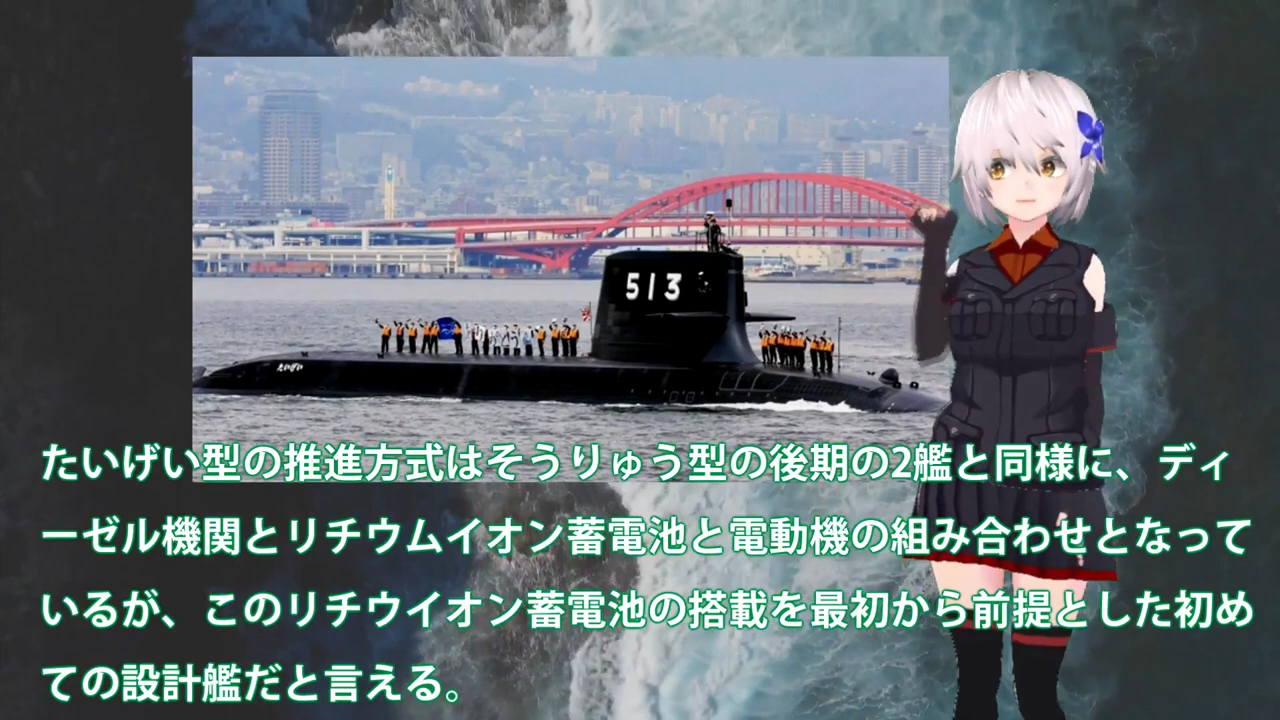 513
たいげい
たいげい型の推進方式はそうりゅう型の後期の2艦と同様に、ディ
ーゼル機関とリチウムイオン蓄電池と電動機の組み合わせとなって
いるが、このリチウイオン蓄電池の搭載を最初から前提とした初め
ての設計艦だと言える。